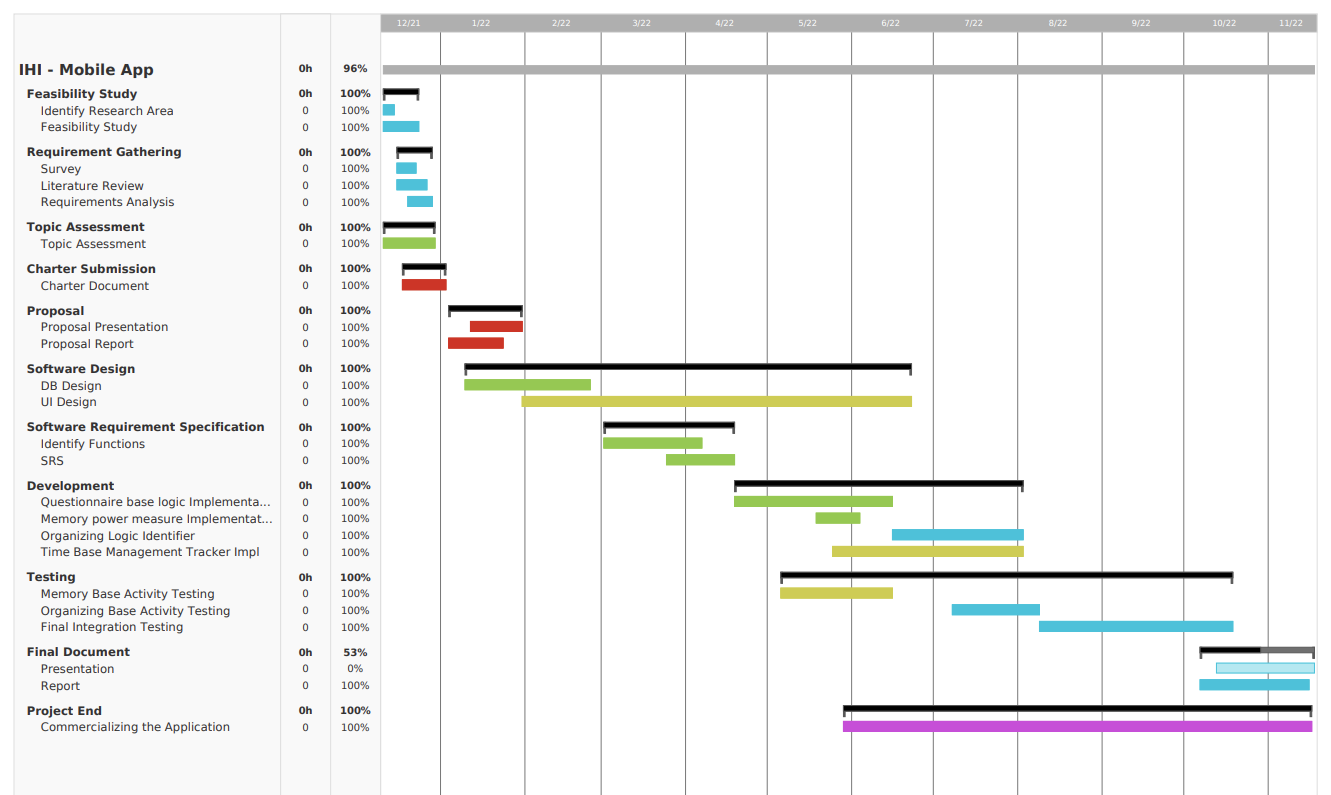 12/21 1/22 2/22 3/22 4/22 5/22 6/22 7/22 8/22 9/22 10/22 11/22
IHI - Mobile App 0h 96%
Feasibility Study 0h 100%
Identify Research Area 0 100%
Feasibility Study 0 100%
Requirement Gathering 0h 100%
Survey 0 100%
Literature Review 0 100%
Requirements Analysis 0 100%
Topic Assessment 0h 100%
Topic Assessment 0 100%
Charter Submission 0h 100%
Charter Document 0 100%
Proposal 0h 100%
Proposal Presentation 0 100%
Proposal Report 0 100%
Software Design 0h 100%
DB Design 0 100%
UI Design 0 100%
Software Requirement Specification 0h 100%
Identify Functions 0 100%
SRS 0 100%
Development 0h 100%
Questionnaire base logic Implementa... 0 100%
Memory power measure Implementat... 0 100%
Organizing Logic Identifier 0 100%
Time Base Management Tracker Impl 0 100%
Testing 0h 100%
Memory Base Activity Testing 0 100%
Organizing Base Activity Testing 0 100%
Final Integration Testing 0 100%
Final Document 0h 53%
Presentation 0 0%
Report 0 100%
Project End 0h 100%
Commercializing the Application 0 100%